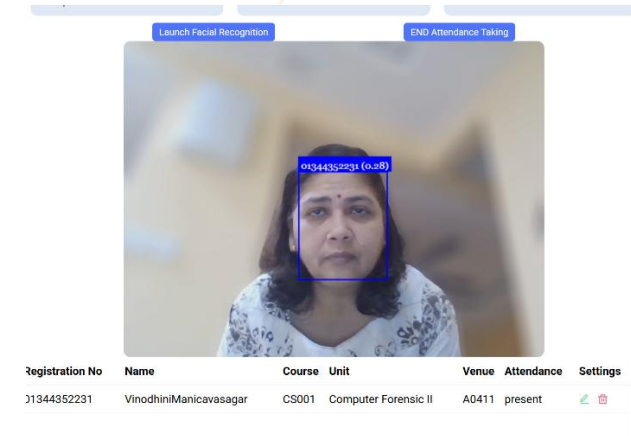 Launch Facial Recognition
END Attendance Taking
01344352231 (0.28)
Registration No Name Course Unit Venue Attendance Settings
01344352231 VinodhiniManicavasagar CS001 Computer Forensic II A0411 present